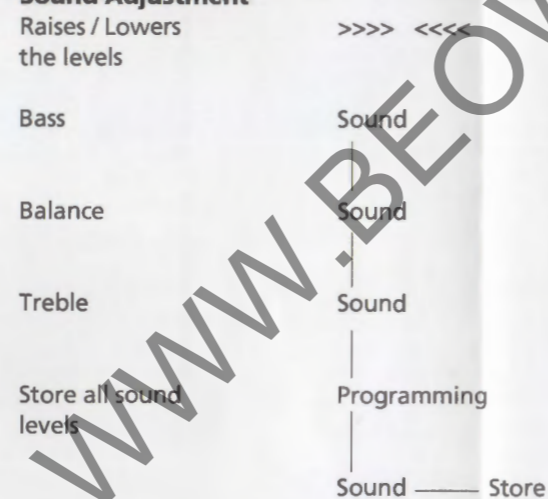 Sound Adjustment
Raises / Lowers >>>> <<<<
the levels
Bass Sound
Balance Sound
Treble Sound
Store all sound Programming
levels
Sound Store
WWW.BEOW